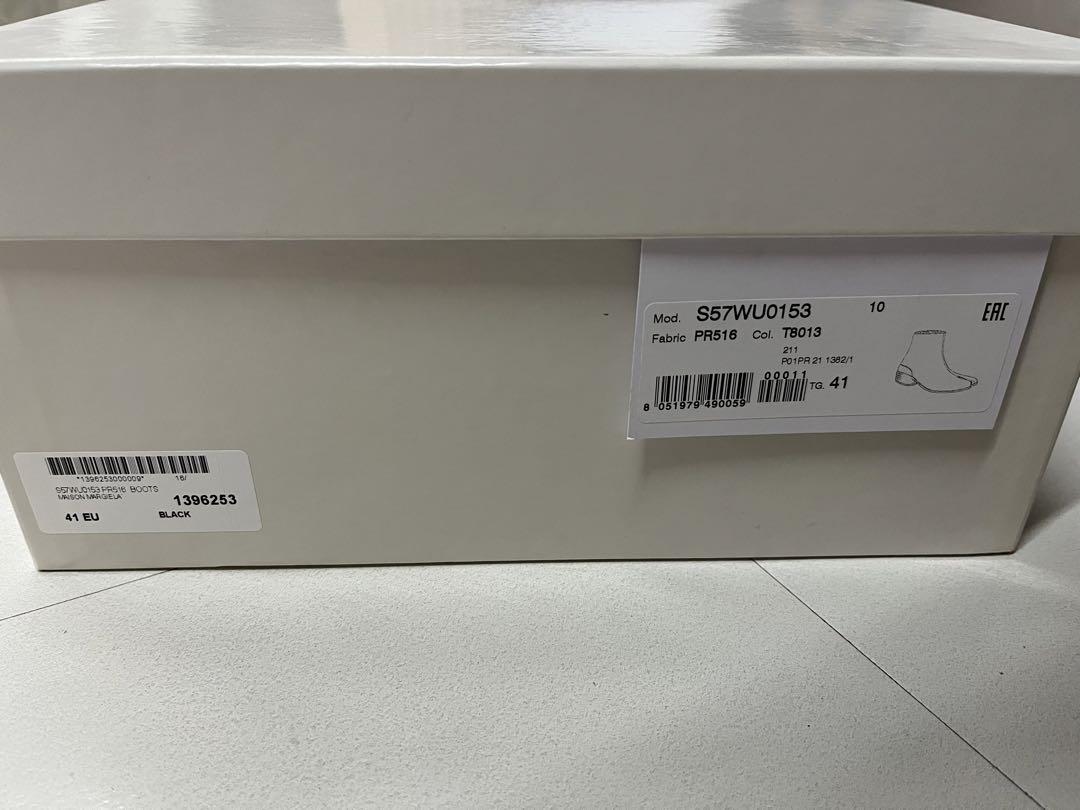 Mod. S57WU0153 10 EAC
Fabric PR516 Col. T8013
211
P01PR 21 1362/1
00011
8 051979 490059 TG. 41
*1396253000009* 16/
S57WU0153 PR516 BOOTS
MAISON MARGIELA 1396253
41 EU BLACK